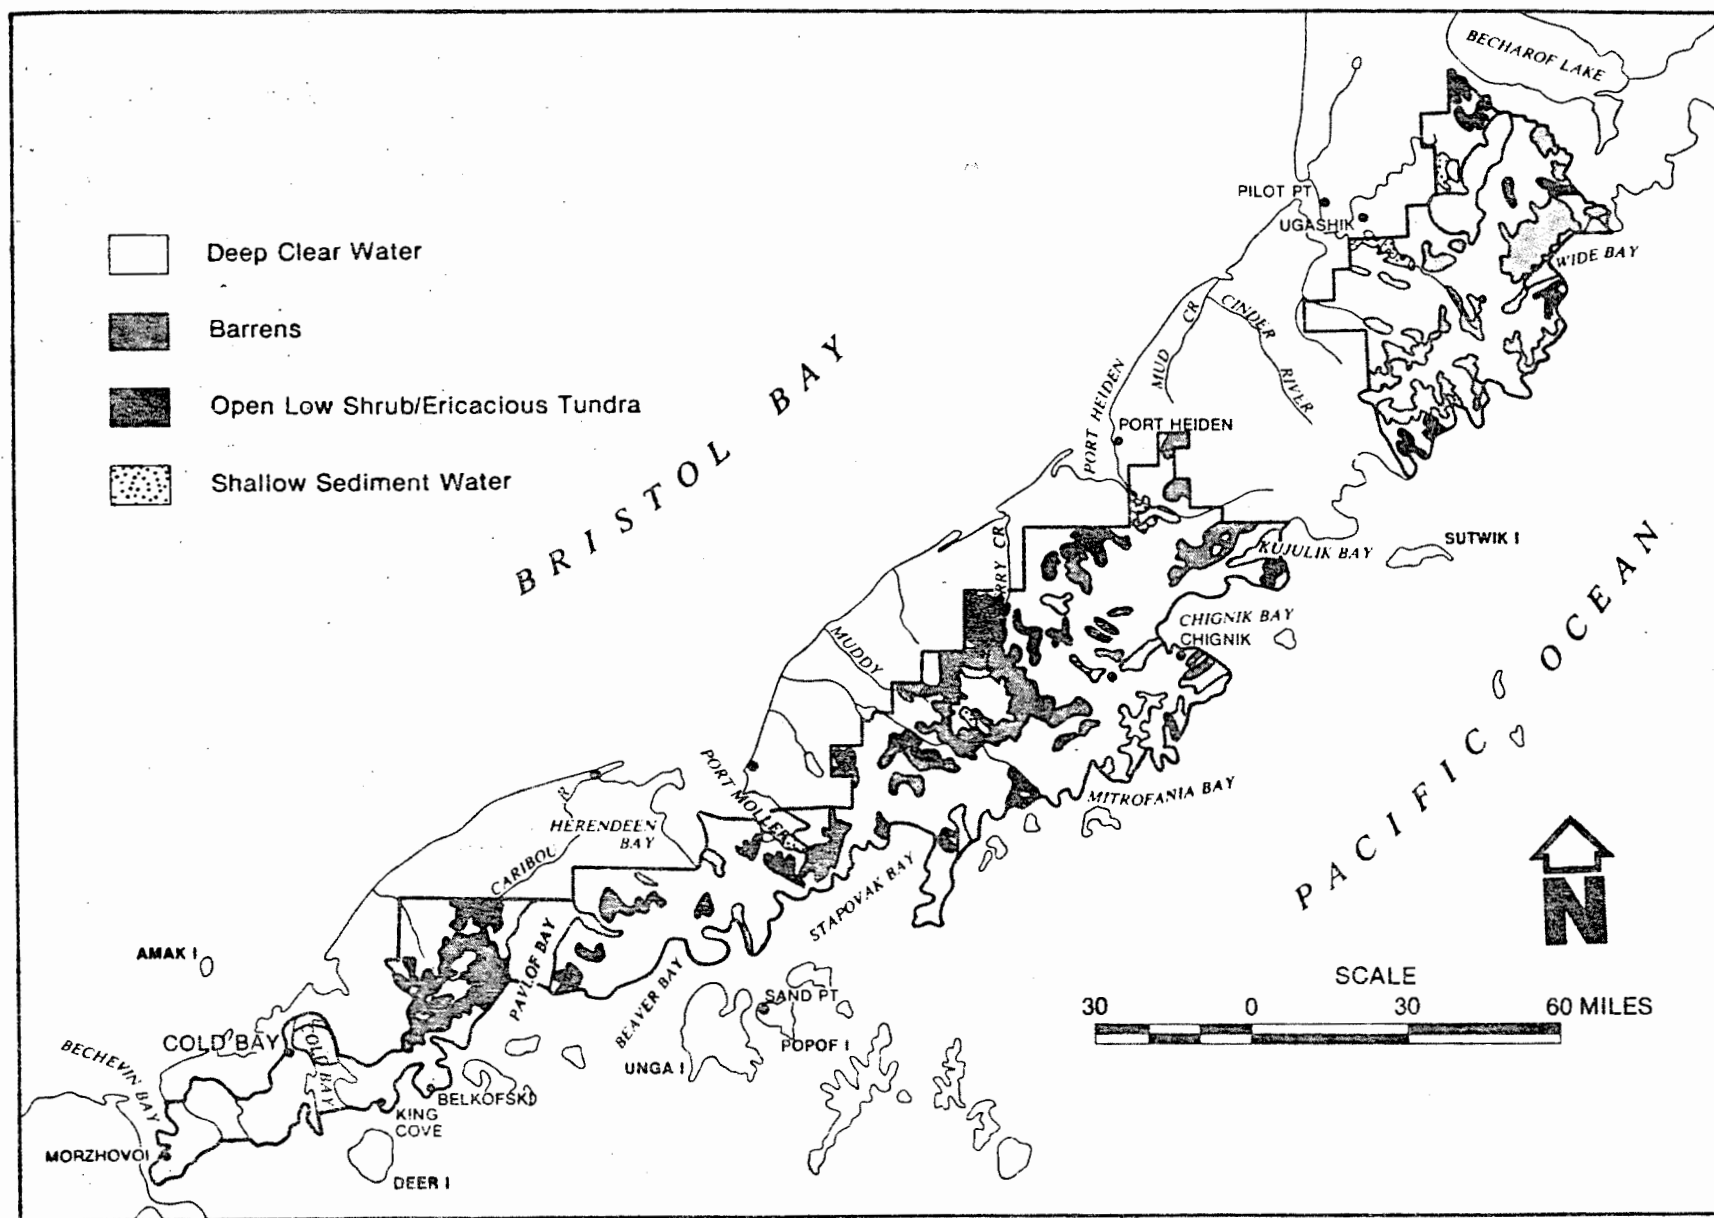 BECHAROF LAKE
PILOT PT
UGASHIK
WIDE BAY
Deep Clear Water
Barrens
Open Low Shrub/Ericacious Tundra
Shallow Sediment Water
BRISTOL BAY
MUD CR
CINDER RIVER
PORT HEIDEN
PORT HEIDEN
KUJULIK BAY
SUTWIK I
CHIGNIK BAY
CHIGNIK
PACIFIC OCEAN
RRY CR
MUDDY
PORT MOLLER
MITROFANIA BAY
HERENDEEN
BAY
CARIBOU
R
STAPOVAK BAY
PAVLOF BAY
BEAVER BAY
AMAK I
SAND PT
POPOF I
UNGA I
COLD BAY
COLD BAY
BECHEVIN BAY
BELKOFSKI
KING
COVE
MORZHOVOI
DEER I
N
SCALE
30 0 30 60 MILES